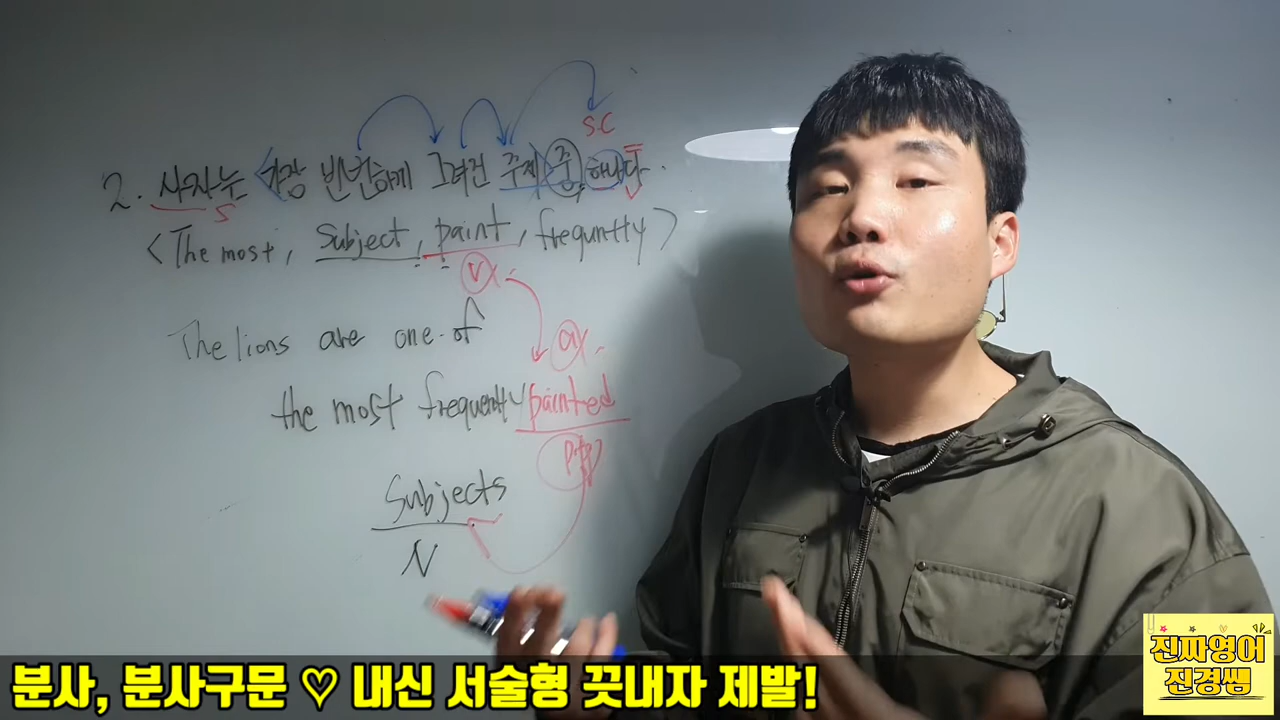 S.C
2. 사자는 가장 빈번하게 그려진 주제 중 하나다.
S V
<The most, Subject, paint, frequntty>
V
The lions are one of
a
the most frequently painted
p.p
Subjects
N
분사, 분사구문 ♡ 내신 서술형 끗내자 제발!
진짜영어
진경쌤